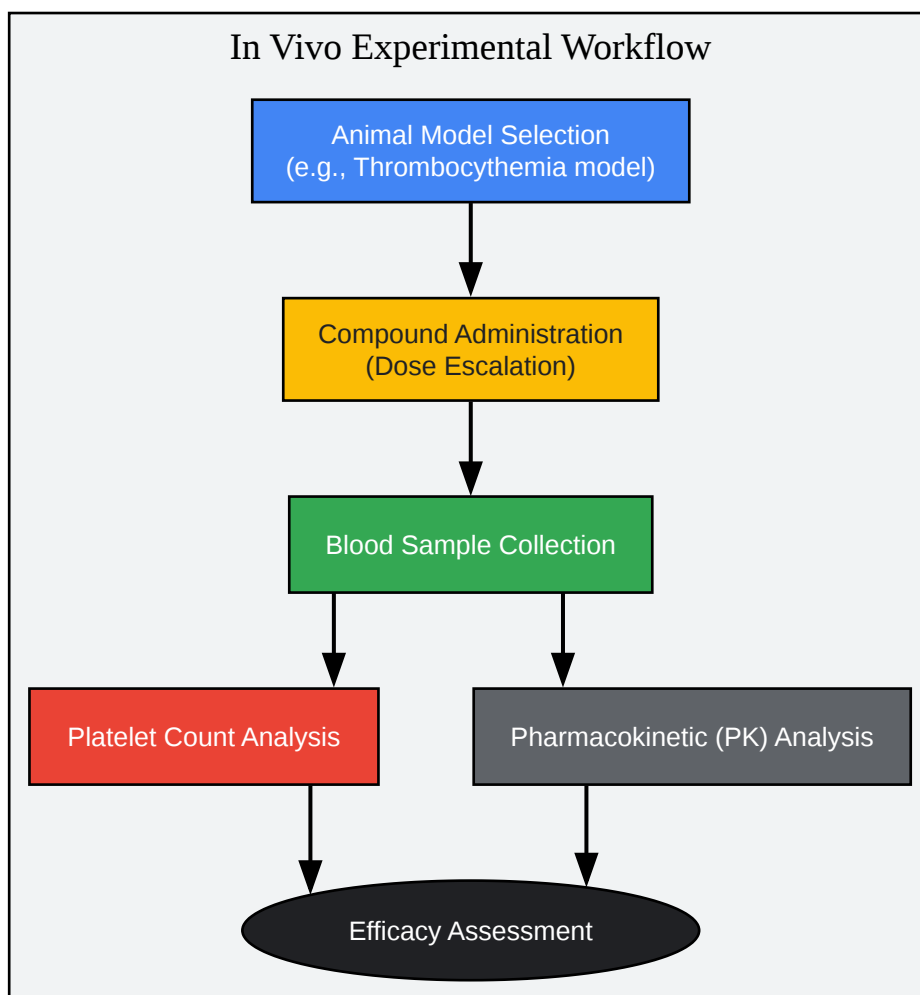 In Vivo Experimental Workflow
Animal Model Selection
(e.g., Thrombocythemia model)
Compound Administration
(Dose Escalation)
Blood Sample Collection
Platelet Count Analysis
Pharmacokinetic (PK) Analysis
Efficacy Assessment